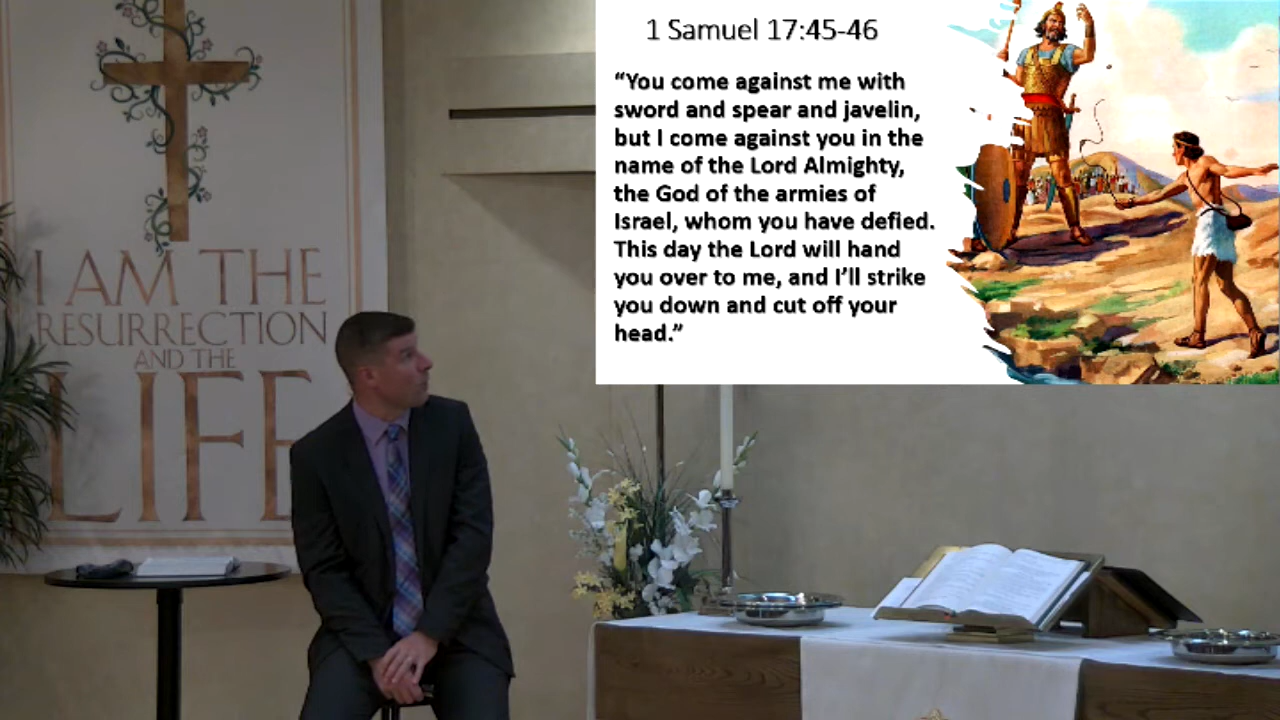 I AM THE
RESURRECTION
AND THE
LIFE
1 Samuel 17:45-46
“You come against me with
sword and spear and javelin,
but I come against you in the
name of the Lord Almighty,
the God of the armies of
Israel, whom you have defied.
This day the Lord will hand
you over to me, and I’ll strike
you down and cut off your
head.”